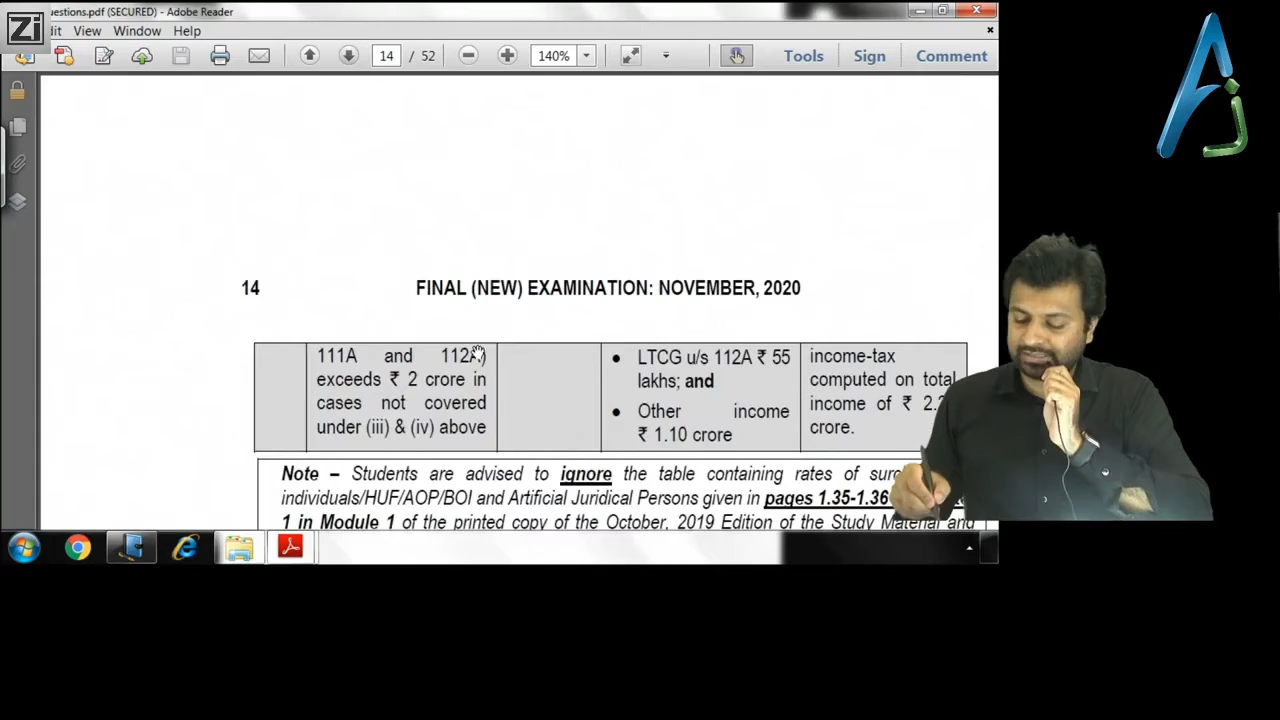 Zi
uestions.pdf (SECURED) - Adobe Reader
dit View Window Help
14 / 52 140% Tools Sign Comment
14 FINAL (NEW) EXAMINATION: NOVEMBER, 2020
111A and 112A)
exceeds ₹ 2 crore in
cases not covered
under (iii) & (iv) above
• LTCG u/s 112A ₹ 55
lakhs; and
• Other income
₹ 1.10 crore
income-tax
computed on total
income of ₹ 2.
crore.
Note – Students are advised to ignore the table containing rates of
individuals/HUF/AOP/BOI and Artificial Juridical Persons given in pages 1.35-1.36
1 in Module 1 of the printed copy of the October, 2019 Edition of the Study Material and